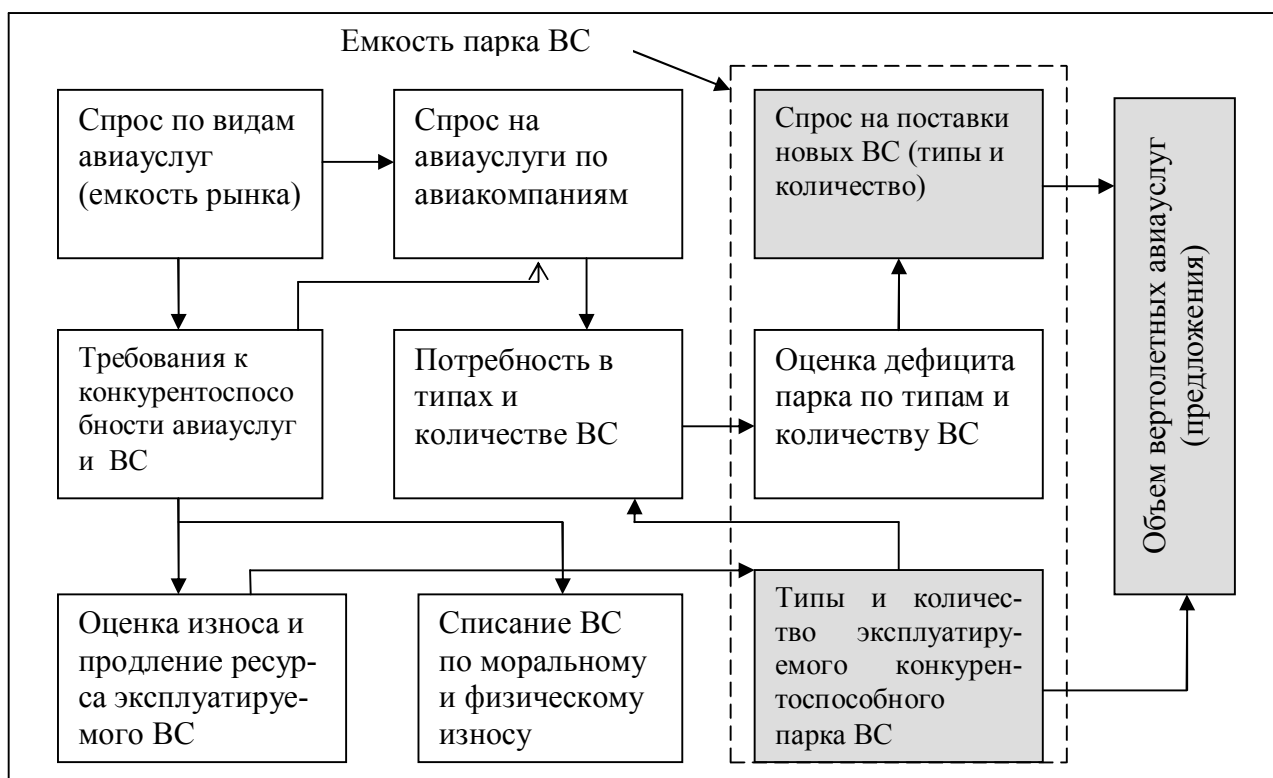 Емкость парка ВС
Спрос по видам
авиауслуг
(емкость рынка)
Спрос на
авиауслуги по
авиакомпаниям
Спрос на поставки
новых ВС (типы и
количество)
Объем вертолетных авиауслуг
(предложения)
Требования к
конкурентоспосо
бности авиауслуг
и ВС
Потребность в
типах и
количестве ВС
Оценка дефицита
парка по типам и
количеству ВС
Оценка износа и
продление ресур-
са эксплуатируе-
мого ВС
Списание ВС
по моральному
и физическому
износу
Типы и количес-
тво эксплуатиру-
емого конкурен-
тоспособного
парка ВС